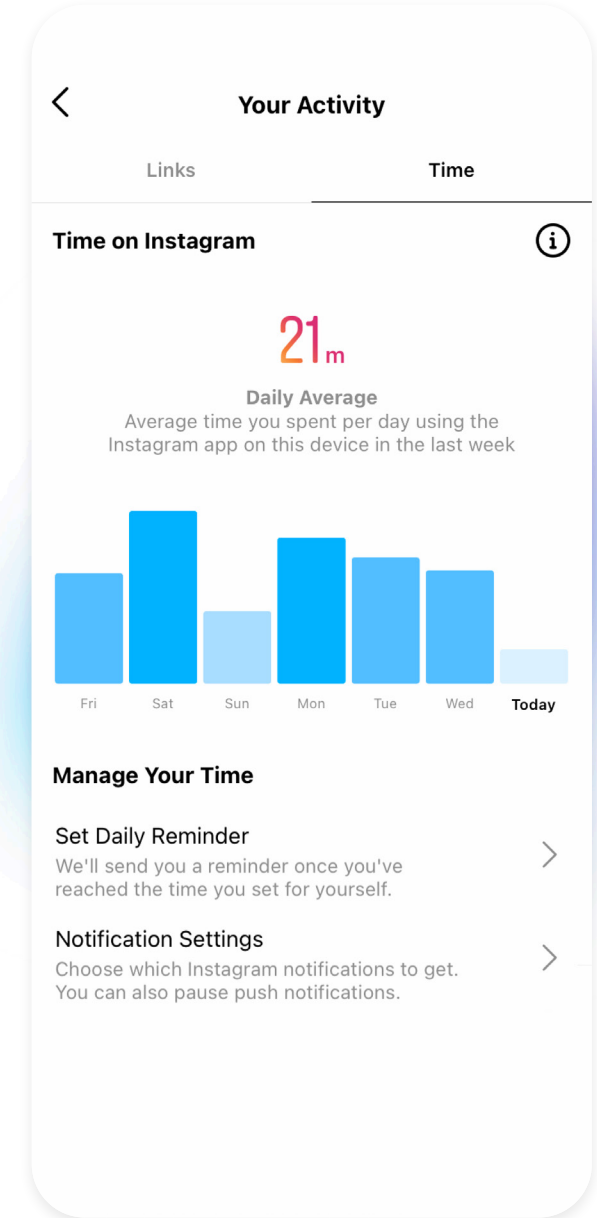 Your Activity
Links
Time
Time on Instagram
21m
Daily Average
Average time you spent per day using the
Instagram app on this device in the last week
Fri Sat Sun Mon Tue Wed Today
Manage Your Time
Set Daily Reminder
We'll send you a reminder once you've
reached the time you set for yourself.
Notification Settings
Choose which Instagram notifications to get.
You can also pause push notifications.